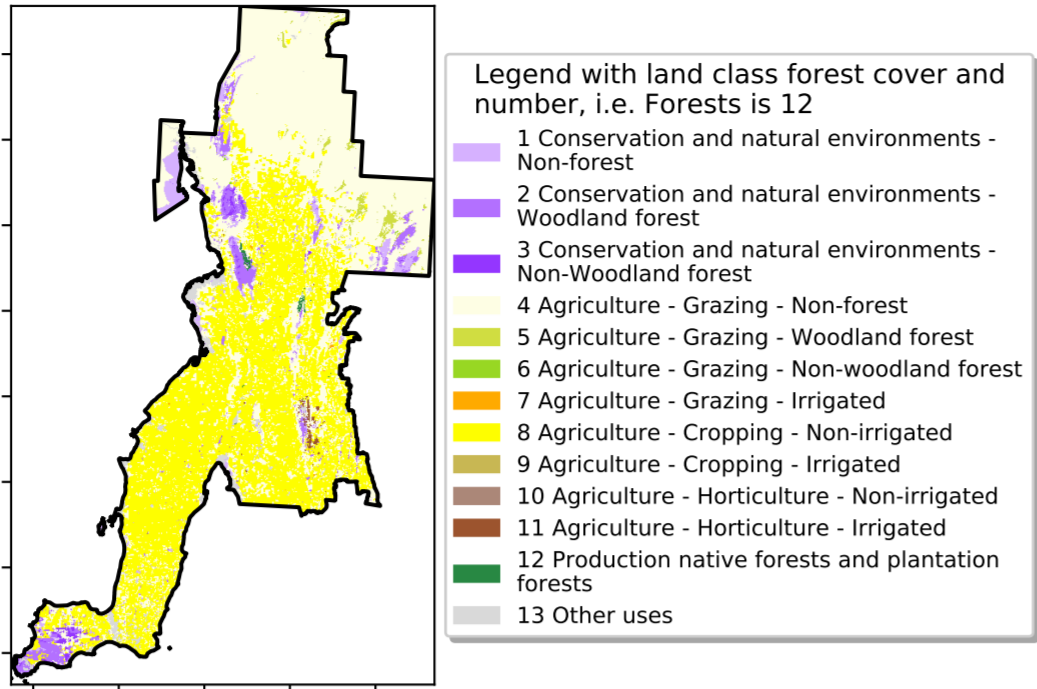 Legend with land class forest cover and
number, i.e. Forests is 12
1 Conservation and natural environments -
Non-forest
2 Conservation and natural environments -
Woodland forest
3 Conservation and natural environments -
Non-Woodland forest
4 Agriculture - Grazing - Non-forest
5 Agriculture - Grazing - Woodland forest
6 Agriculture - Grazing - Non-woodland forest
7 Agriculture - Grazing - Irrigated
8 Agriculture - Cropping - Non-irrigated
9 Agriculture - Cropping - Irrigated
10 Agriculture - Horticulture - Non-irrigated
11 Agriculture - Horticulture - Irrigated
12 Production native forests and plantation
forests
13 Other uses